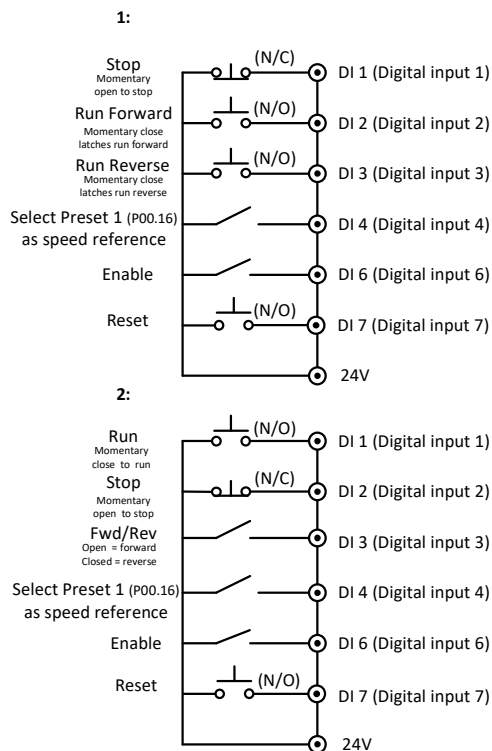 1:
Stop
Momentary
open to stop
(N/C)
DI 1 (Digital input 1)
Run Forward
Momentary close
latches run forward
(N/O)
DI 2 (Digital input 2)
Run Reverse
Momentary close
latches run reverse
(N/O)
DI 3 (Digital input 3)
Select Preset 1 (P00.16)
as speed reference
DI 4 (Digital input 4)
Enable
DI 6 (Digital input 6)
Reset
(N/O)
DI 7 (Digital input 7)
24V
2:
Run
Momentary
close to run
(N/O)
DI 1 (Digital input 1)
Stop
Momentary
open to stop
(N/C)
DI 2 (Digital input 2)
Fwd/Rev
Open = forward
Closed = reverse
DI 3 (Digital input 3)
Select Preset 1 (P00.16)
as speed reference
DI 4 (Digital input 4)
Enable
DI 6 (Digital input 6)
Reset
(N/O)
DI 7 (Digital input 7)
24V